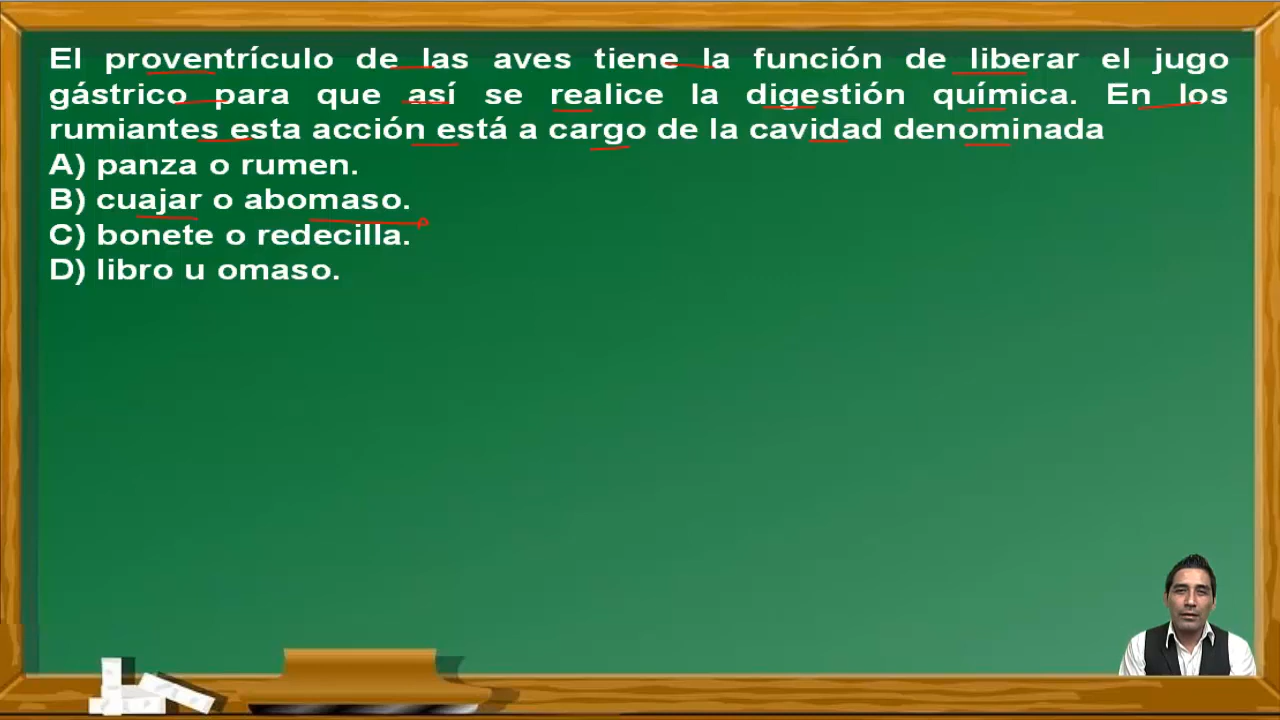 El proventrículo de las aves tiene la función de liberar el jugo
gástrico para que así se realice la digestión química. En los
rumiantes esta acción está a cargo de la cavidad denominada
A) panza o rumen.
B) cuajar o abomaso.
C) bonete o redecilla.
D) libro u omaso.